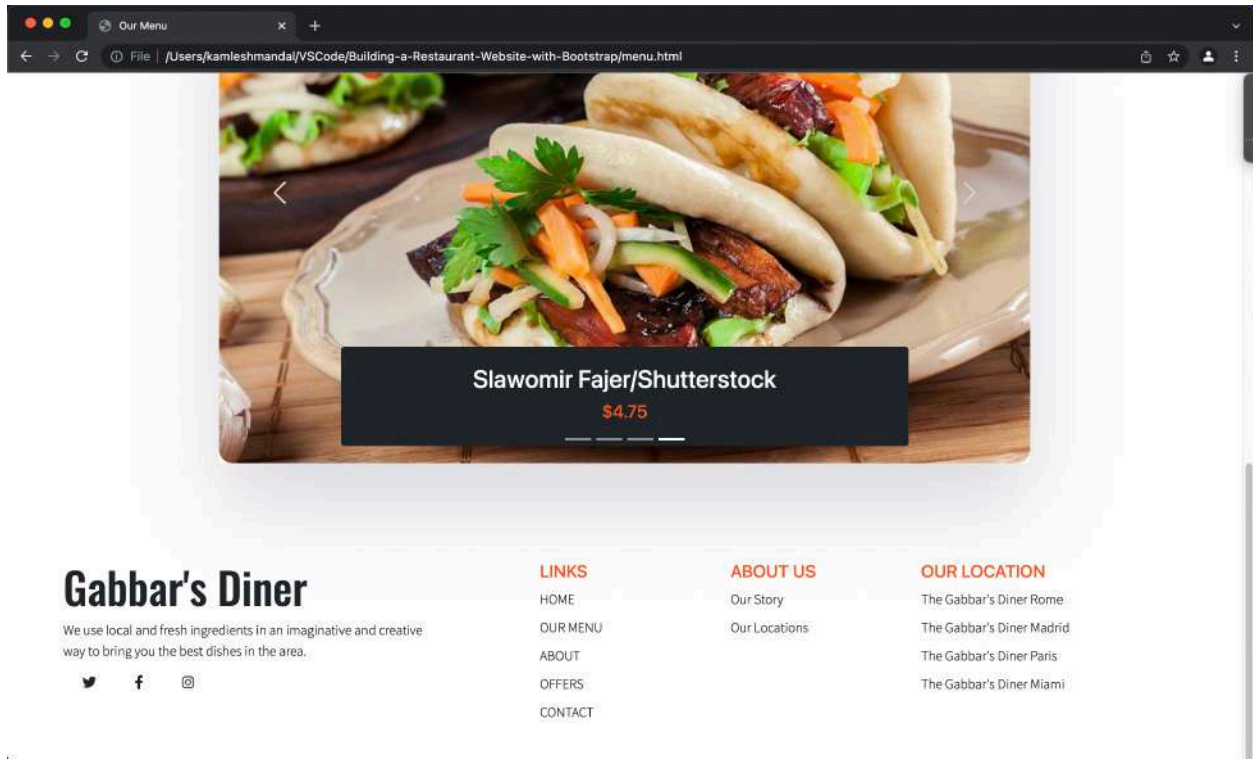 Our Menu
File | /Users/kamleshmandal/VSCode/Building-a-Restaurant-Website-with-Bootstrap/menu.html
Slawomir Fajer/Shutterstock
$4.75
Gabbar's Diner
We use local and fresh ingredients in an imaginative and creative
way to bring you the best dishes in the area.
LINKS
HOME
OUR MENU
ABOUT
OFFERS
CONTACT
ABOUT US
Our Story
Our Locations
OUR LOCATION
The Gabbar's Diner Rome
The Gabbar's Diner Madrid
The Gabbar's Diner Paris
The Gabbar's Diner Miami